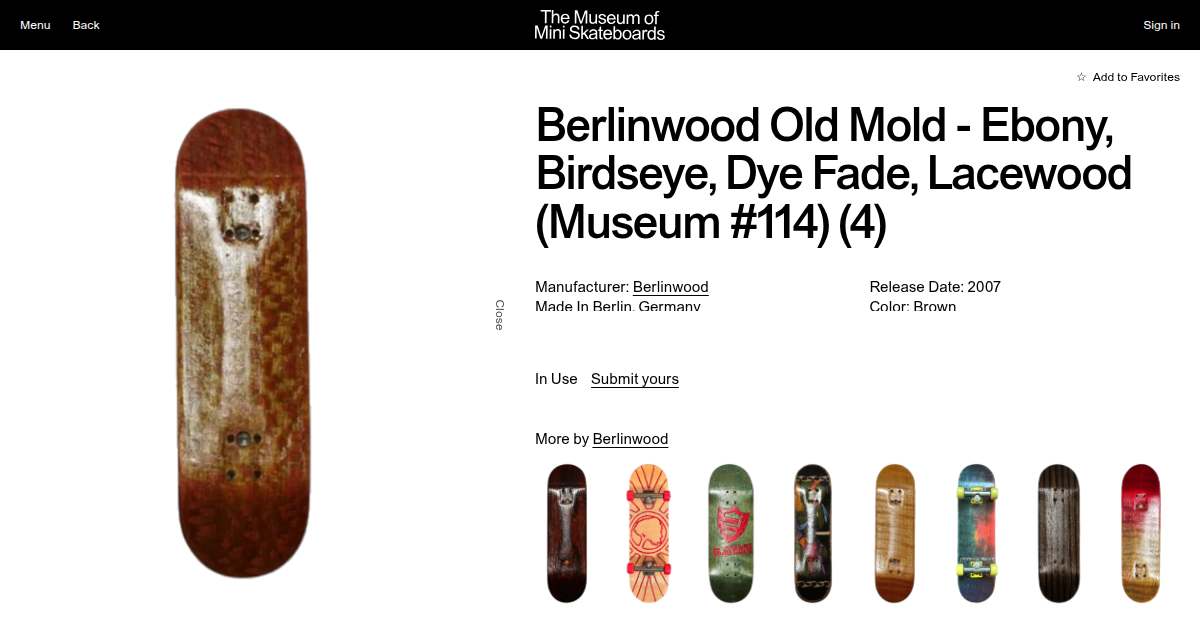 Menu
Back
The Museum of
Mini Skateboards
Sign in
☆ Add to Favorites
Berlinwood Old Mold - Ebony,
Birdseye, Dye Fade, Lacewood
(Museum #114) (4)
Manufacturer: Berlinwood
Made In Berlin, Germany
Release Date: 2007
Color: Brown
Close
In Use
Submit yours
More by Berlinwood